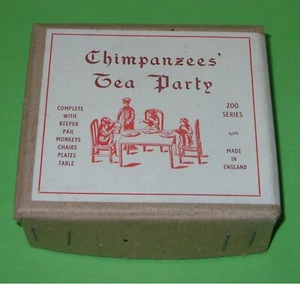 Chimpanzees'
Tea Party
COMPLETE
WITH
KEEPER
PAIL
MONKEYS
CHAIRS
PLATES
TABLE
ZOO
SERIES
MADE
IN
ENGLAND